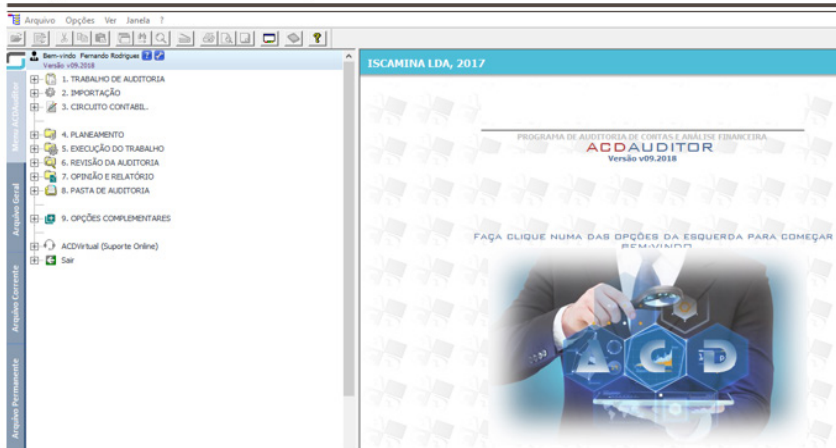 Arquivo Opções Ver Janela ?
Bem-vindo Fernando Rodrigues
Versão v09.2018
1. TRABALHO DE AUDITORIA
2. IMPORTAÇÃO
3. CIRCUITO CONTABIL.
4. PLANEAMENTO
5. EXECUÇÃO DO TRABALHO
6. REVISÃO DA AUDITORIA
7. OPINIÃO E RELATÓRIO
8. PASTA DE AUDITORIA
9. OPÇÕES COMPLEMENTARES
ACDVirtual (Suporte Online)
Sair
Menu ACDAuditor
Arquivo Geral
Arquivo Corrente
Arquivo Permanente
ISCAMINA LDA, 2017
PROGRAMA DE AUDITORIA DE CONTAS E ANÁLISE FINANCEIRA
ACDAUDITOR
Versão v09.2018
FAÇA CLIQUE NUMA DAS OPÇÕES DA ESQUERDA PARA COMEÇAR
BEM-VINDO
ACD